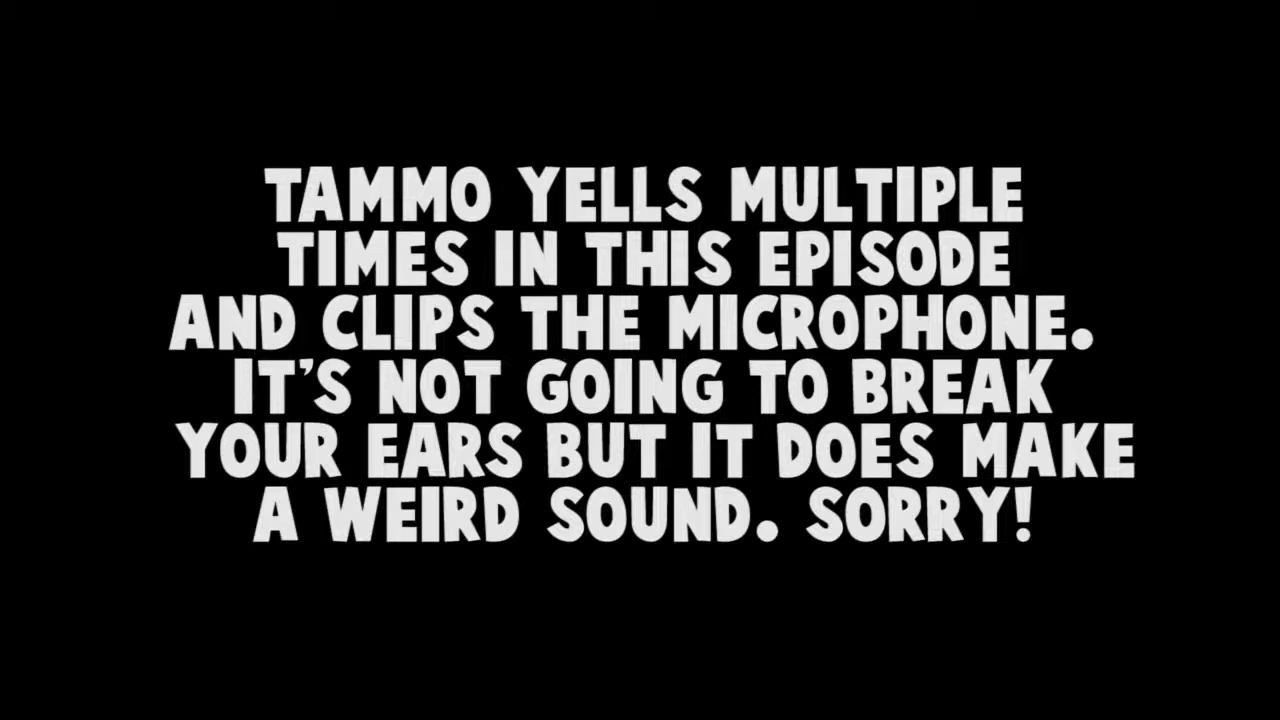 TAMMO YELLS MULTIPLE
TIMES IN THIS EPISODE
AND CLIPS THE MICROPHONE.
IT'S NOT GOING TO BREAK
YOUR EARS BUT IT DOES MAKE
A WEIRD SOUND. SORRY!